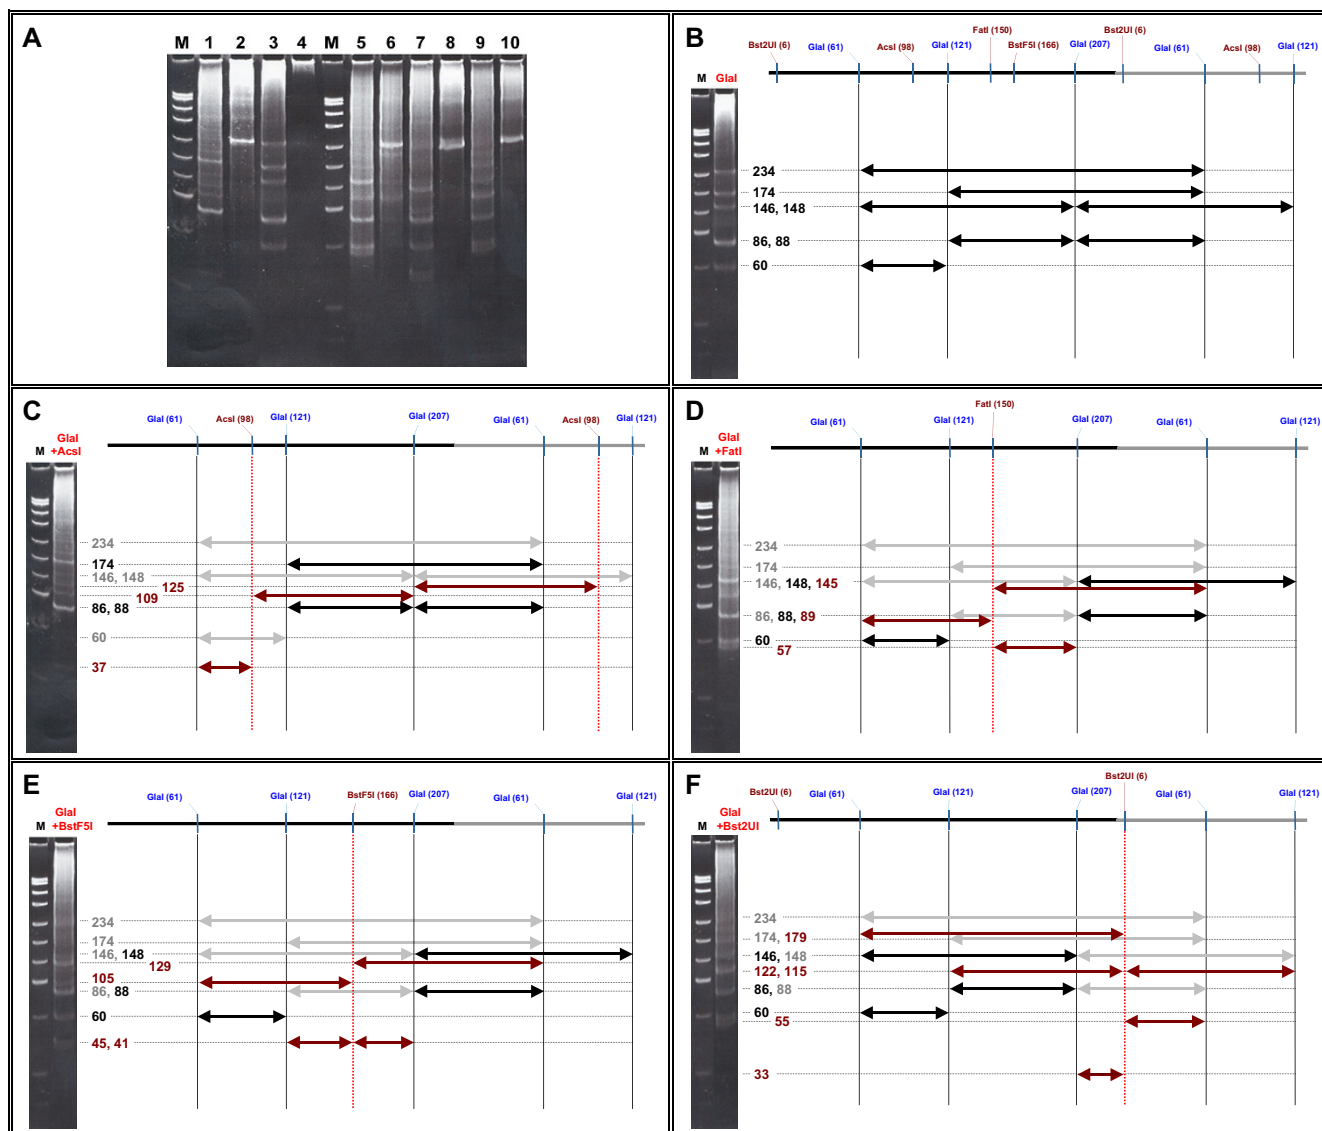 A
M 1 2 3 4 M 5 6 7 8 9 10
B
Bst2UI (6) GlaI (61) AcsI (98) GlaI (121) FatI (150) BstF5I (166) GlaI (207) Bst2UI (6) GlaI (61) AcsI (98) GlaI (121)
M GlaI
234
174
146, 148
86, 88
60
C
GlaI (61) AcsI (98) GlaI (121) GlaI (207) GlaI (61) AcsI (98) GlaI (121)
GlaI
M +AcsI
234
174
146, 148
125
109
86, 88
60
37
D
GlaI (61) GlaI (121) FatI (150) GlaI (207) GlaI (61) GlaI (121)
GlaI
M +FatI
234
174
146, 148, 145
86, 88, 89
60
57
E
GlaI (61) GlaI (121) BstF5I (166) GlaI (207) GlaI (61) GlaI (121)
GlaI
M +BstF5I
234
174
146, 148
129
105
86, 88
60
45, 41
F
Bst2UI (6) GlaI (61) GlaI (121) GlaI (207) Bst2UI (6) GlaI (61) GlaI (121)
GlaI
M +Bst2UI
234
174, 179
146, 148
122, 115
86, 88
60
55
33